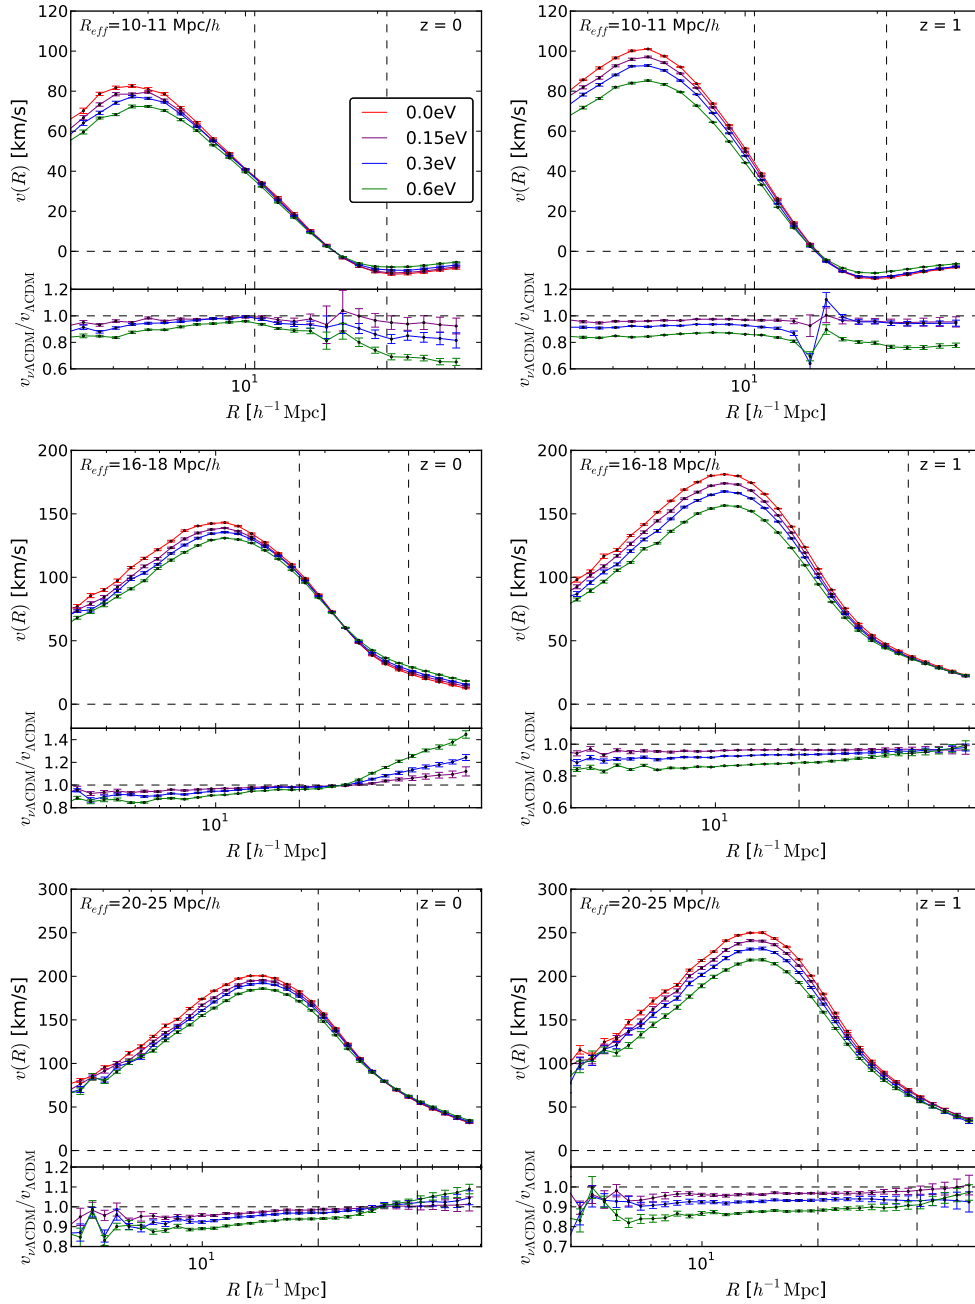 R_eff=10-11 Mpc/h
z = 0
120
100
80
60
40
20
0
v(R) [km/s]
0.0eV
0.15eV
0.3eV
0.6eV
1.2
1.0
0.8
0.6
v_νΛCDM/v_ΛCDM
10^1
R [h^-1 Mpc]
R_eff=10-11 Mpc/h
z = 1
120
100
80
60
40
20
0
v(R) [km/s]
1.2
1.0
0.8
0.6
v_νΛCDM/v_ΛCDM
10^1
R [h^-1 Mpc]
R_eff=16-18 Mpc/h
z = 0
200
150
100
50
0
v(R) [km/s]
1.4
1.2
1.0
0.8
v_νΛCDM/v_ΛCDM
10^1
R [h^-1 Mpc]
R_eff=16-18 Mpc/h
z = 1
200
150
100
50
0
v(R) [km/s]
1.0
0.8
0.6
v_νΛCDM/v_ΛCDM
10^1
R [h^-1 Mpc]
R_eff=20-25 Mpc/h
z = 0
300
250
200
150
100
50
0
v(R) [km/s]
1.2
1.1
1.0
0.9
0.8
v_νΛCDM/v_ΛCDM
10^1
R [h^-1 Mpc]
R_eff=20-25 Mpc/h
z = 1
300
250
200
150
100
50
0
v(R) [km/s]
1.0
0.9
0.8
0.7
v_νΛCDM/v_ΛCDM
10^1
R [h^-1 Mpc]